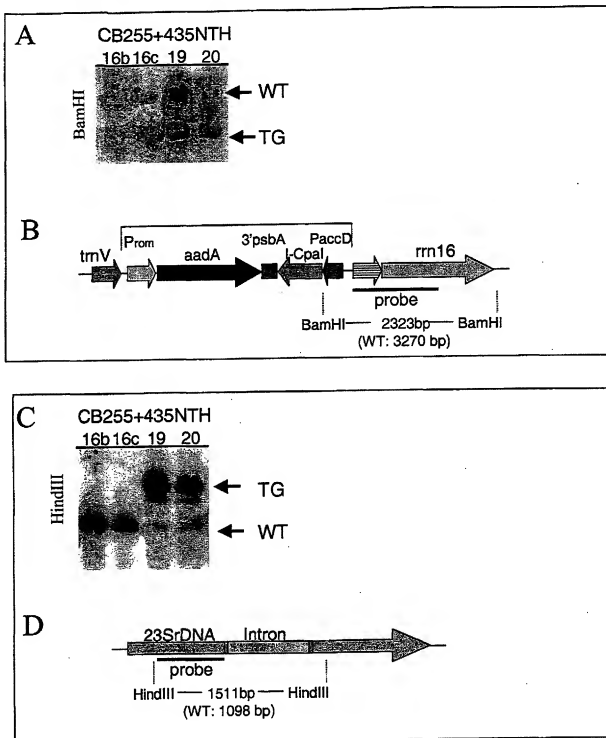 A
CB255+435NTH
16b 16c 19 20
BamHI
WT
TG
B
trnV
Prom
aadA
3'psbA
I-CpaI
PaccD
rrn16
probe
BamHI 2323bp BamHI
(WT: 3270 bp)
C
CB255+435NTH
16b 16c 19 20
HindIII
TG
WT
D
23SrDNA
Intron
probe
HindIII 1511bp HindIII
(WT: 1098 bp)